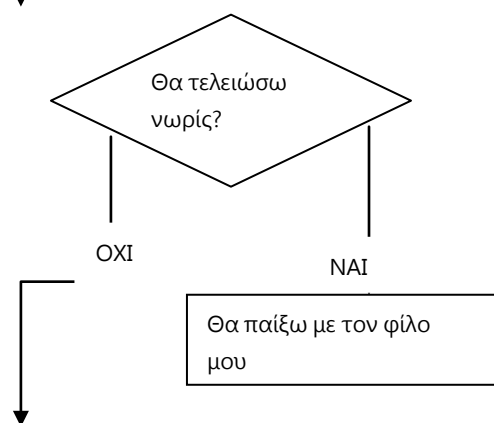 Θα τελειώσω
νωρίς?
ΟΧΙ
ΝΑΙ
Θα παίξω με τον φίλο
μου